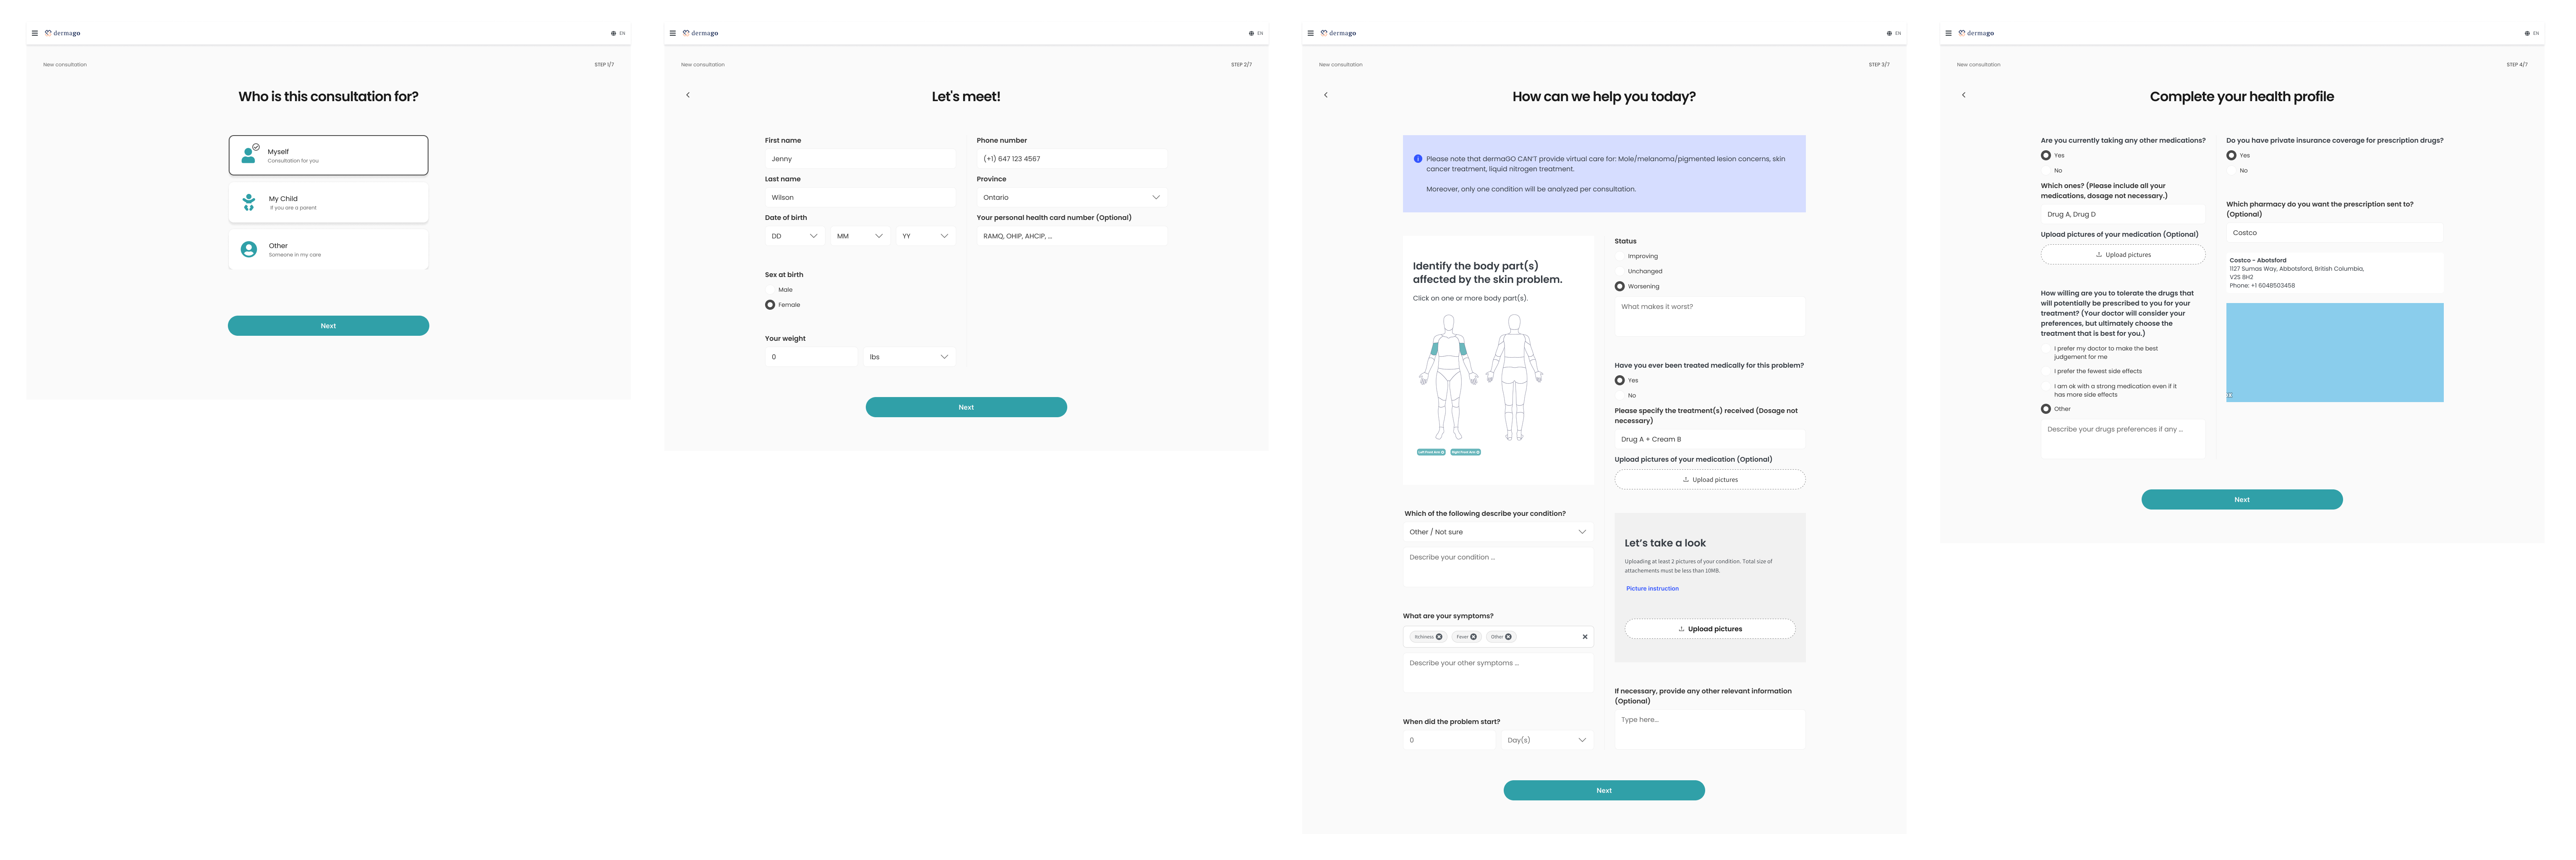 dermago
EN
New consultation
STEP 1/7
Who is this consultation for?
Myself
Consultation for you
My Child
If you are a parent
Other
Someone in my care
Next
dermago
EN
New consultation
STEP 2/7
Let's meet!
First name
Jenny
Last name
Wilson
Date of birth
DD
MM
YY
Sex at birth
Male
Female
Your weight
0
lbs
Phone number
(+1) 647 123 4567
Province
Ontario
Your personal health card number (Optional)
RAMQ, OHIP, AHCIP, ...
Next
dermago
EN
New consultation
STEP 3/7
How can we help you today?
Please note that dermaGO CAN'T provide virtual care for: Mole/melanoma/pigmented lesion concerns, skin
cancer treatment, liquid nitrogen treatment.
Moreover, only one condition will be analyzed per consultation.
Identify the body part(s)
affected by the skin problem.
Click on one or more body part(s).
Which of the following describe your condition?
Other / Not sure
Describe your condition ...
What are your symptoms?
Itchiness
Fever
Other
Describe your other symptoms ...
When did the problem start?
0
Day(s)
Status
Improving
Unchanged
Worsening
What makes it worst?
Have you ever been treated medically for this problem?
Yes
No
Please specify the treatment(s) received (Dosage not
necessary)
Drug A + Cream B
Upload pictures of your medication (Optional)
Upload pictures
Let's take a look
Uploading at least 2 pictures of your condition. Total size of
attachements must be less than 10MB.
Picture instruction
Upload pictures
If necessary, provide any other relevant information
(Optional)
Type here...
Next
dermago
EN
New consultation
STEP 4/7
Complete your health profile
Are you currently taking any other medications?
Yes
No
Which ones? (Please include all your
medications, dosage not necessary.)
Drug A, Drug D
Upload pictures of your medication (Optional)
Upload pictures
How willing are you to tolerate the drugs that
will potentially be prescribed to you for your
treatment? (Your doctor will consider your
preferences, but ultimately choose the
treatment that is best for you.)
I prefer my doctor to make the best
judgement for me
I prefer the fewest side effects
I am ok with a strong medication even if it
has more side effects
Other
Describe your drugs preferences if any ...
Do you have private insurance coverage for prescription drugs?
Yes
No
Which pharmacy do you want the prescription sent to?
(Optional)
Costco
Costco - Abotsford
1127 Sumas Way, Abbotsford, British Columbia,
V2S 8H2
Phone: +1 6048503458
Next